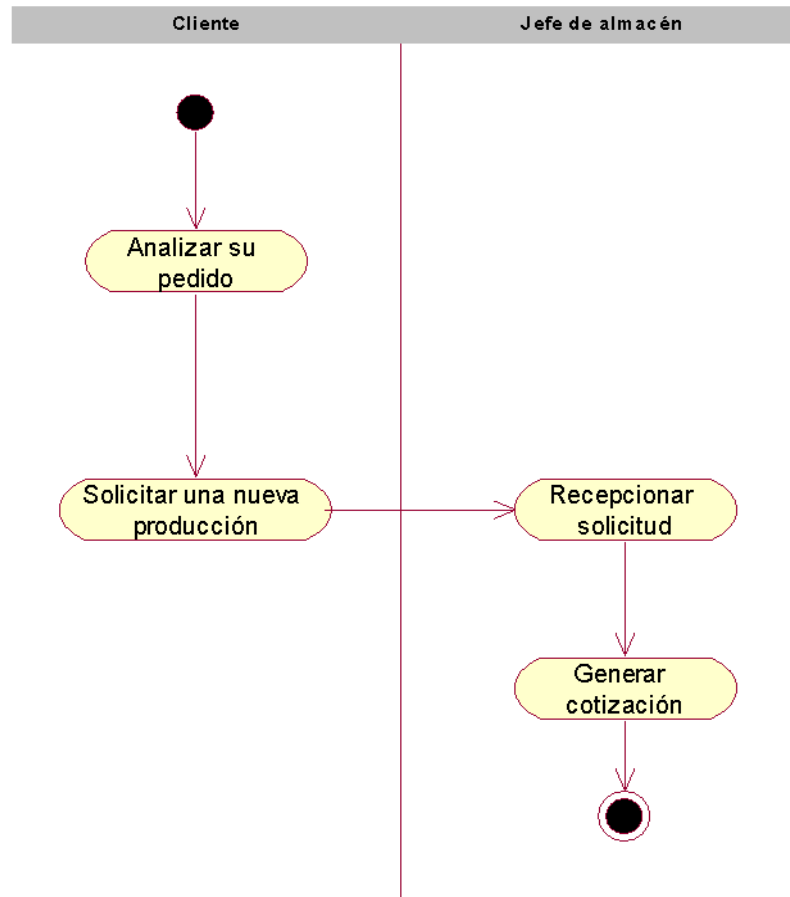 Cliente
Jefe de almacén
Analizar su
pedido
Solicitar una nueva
producción
Recepcionar
solicitud
Generar
cotización